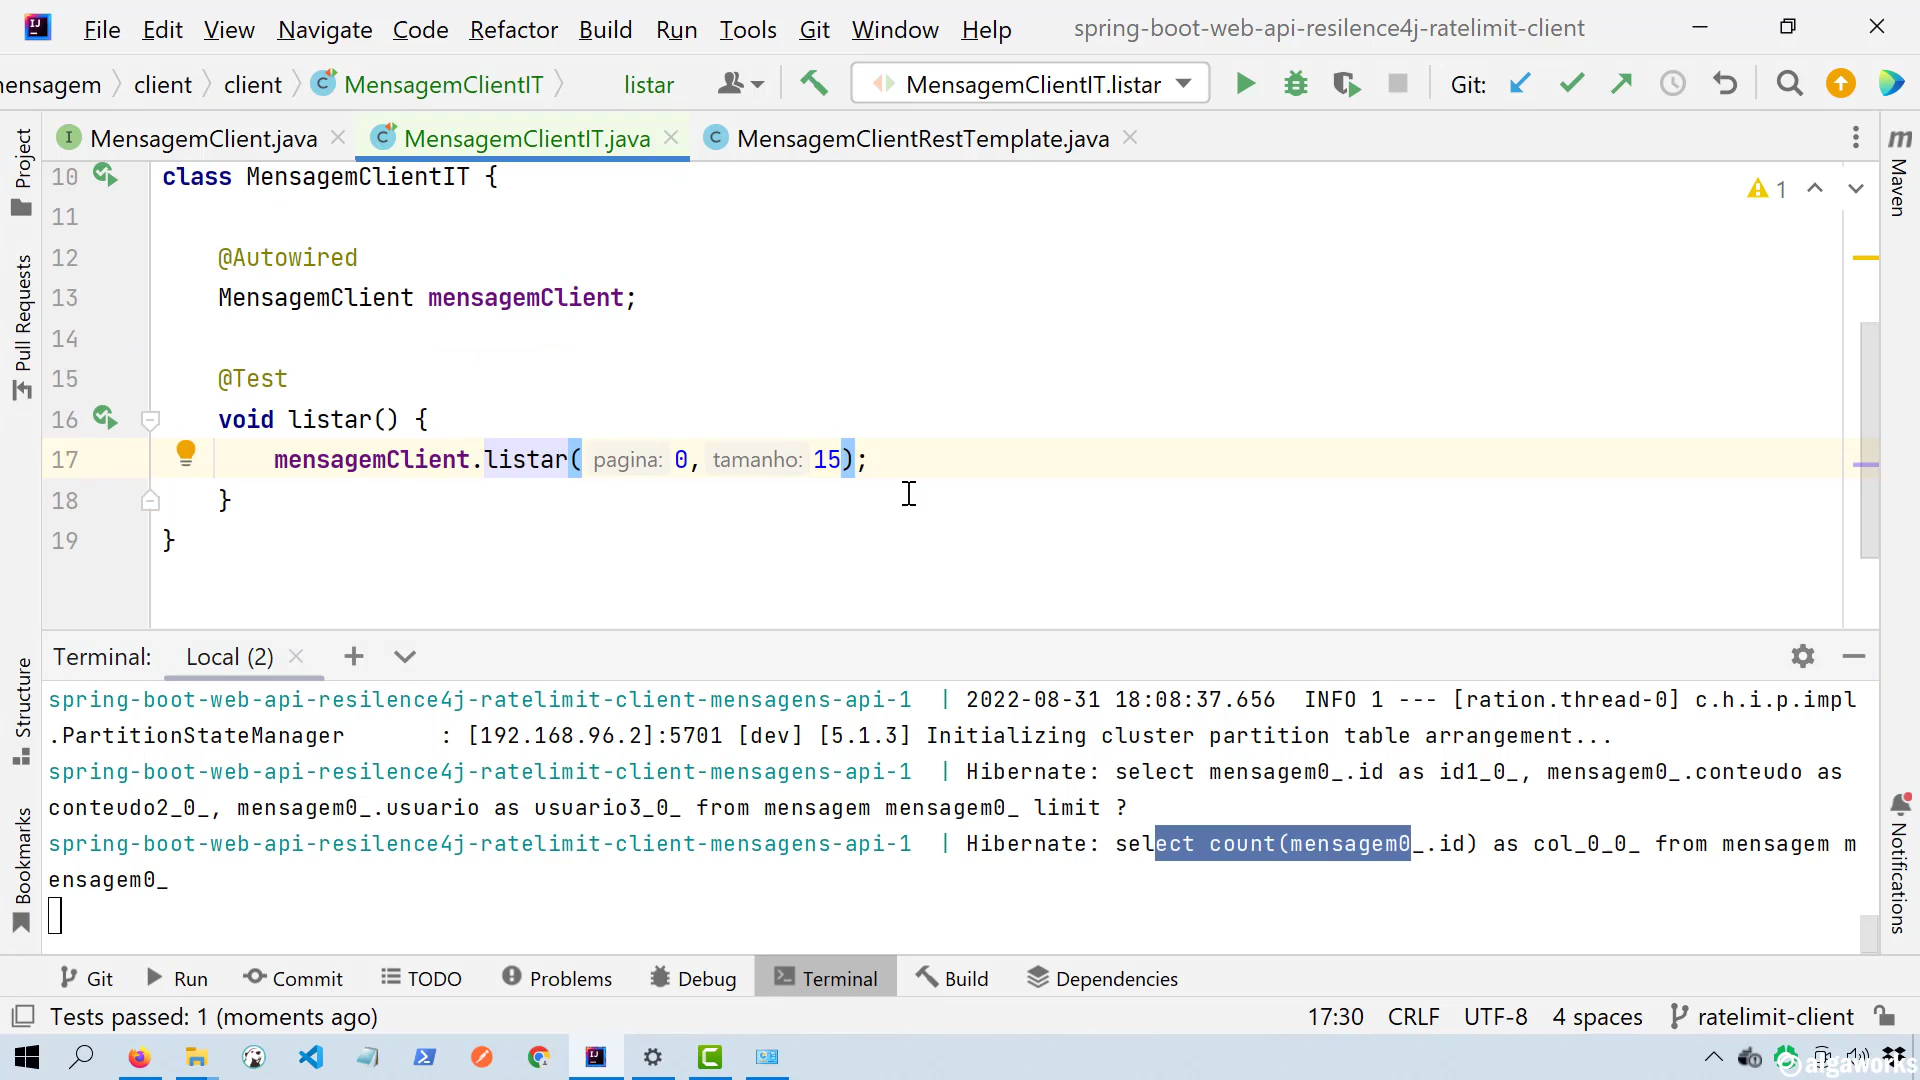 File Edit View Navigate Code Refactor Build Run Tools Git Window Help spring-boot-web-api-resilence4j-ratelimit-client
client client MensagemClientIT listar MensagemClientIT.listar Git:
MensagemClient.java MensagemClientIT.java MensagemClientRestTemplate.java
10 class MensagemClientIT {
1
11
12 @Autowired
13 MensagemClient mensagemClient;
14
15 @Test
16 void listar() {
17 mensagemClient.listar( pagina: 0, tamanho: 15);
18 }
19 }
Project
Pull Requests
Structure
Bookmarks
Maven
Notifications
Terminal: Local (2)
spring-boot-web-api-resilence4j-ratelimit-client-mensagens-api-1 | 2022-08-31 18:08:37.656 INFO 1 --- [ration.thread-0] c.h.i.p.impl
.PartitionStateManager : [192.168.96.2]:5701 [dev] [5.1.3] Initializing cluster partition table arrangement...
spring-boot-web-api-resilence4j-ratelimit-client-mensagens-api-1 | Hibernate: select mensagem0_.id as id1_0_, mensagem0_.conteudo as
conteudo2_0_, mensagem0_.usuario as usuario3_0_ from mensagem mensagem0_ limit ?
spring-boot-web-api-resilence4j-ratelimit-client-mensagens-api-1 | Hibernate: select count(mensagem0_.id) as col_0_0_ from mensagem m
ensagem0_
Git Run Commit TODO Problems Debug Terminal Build Dependencies
Tests passed: 1 (moments ago) 17:30 CRLF UTF-8 4 spaces ratelimit-client
algaworks